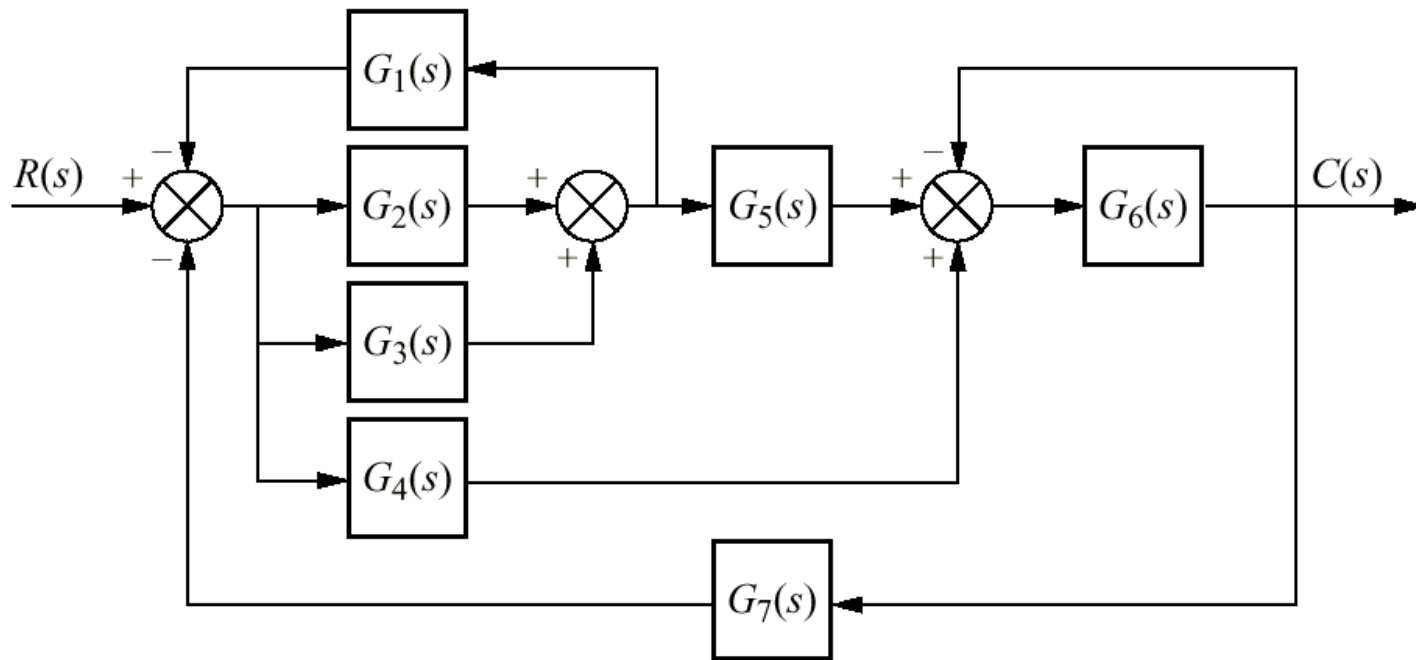 G₁(s)
−
−
R(s)
+
G₂(s)
+
G₅(s)
+
G₆(s)
C(s)
−
+
+
G₃(s)
G₄(s)
G₇(s)